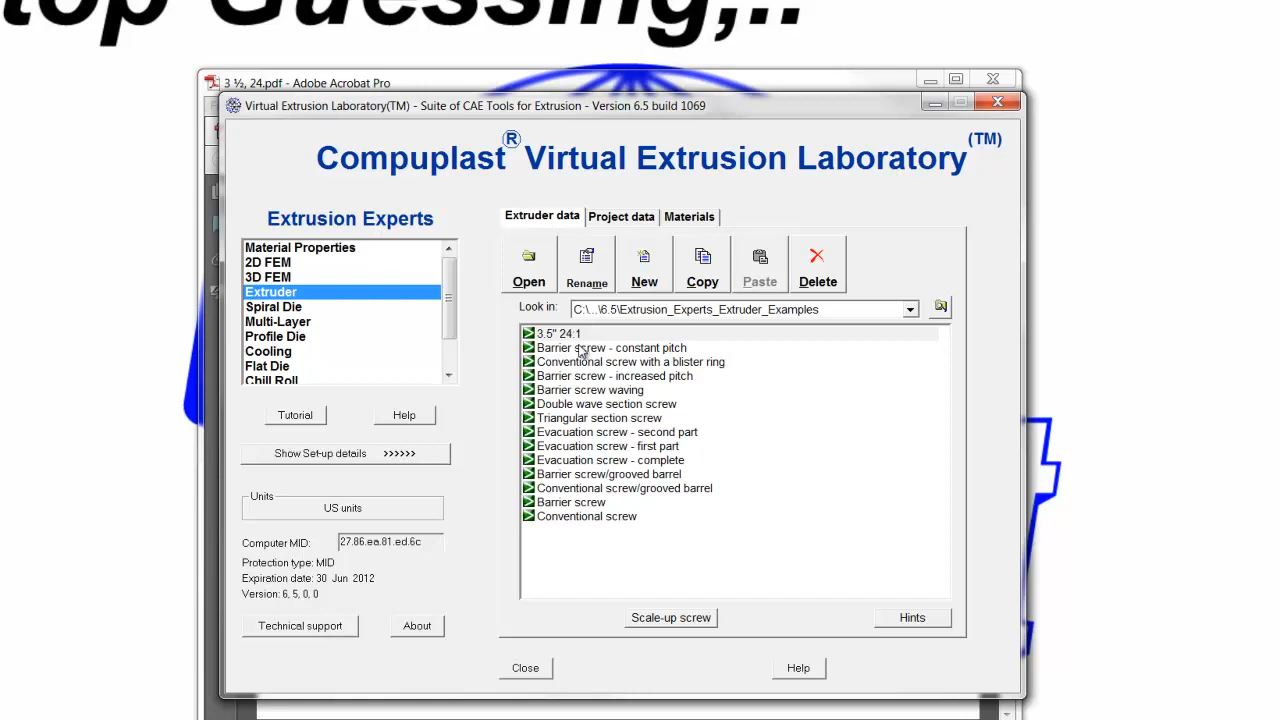 top Guessing,..
3 ½, 24.pdf - Adobe Acrobat Pro
Virtual Extrusion Laboratory(TM) - Suite of CAE Tools for Extrusion - Version 6.5 build 1069
Compuplast® Virtual Extrusion Laboratory(TM)
Extrusion Experts
Material Properties
2D FEM
3D FEM
Extruder
Spiral Die
Multi-Layer
Profile Die
Cooling
Flat Die
Chill Roll
Tutorial
Help
Show Set-up details >>>>>>
Units
US units
Computer MID: 27.86.ea.81.ed.6c
Protection type: MID
Expiration date: 30 Jun 2012
Version: 6, 5, 0, 0
Technical support
About
Extruder data
Project data
Materials
Open
Rename
New
Copy
Paste
Delete
Look in: C:\...\6.5\Extrusion_Experts_Extruder_Examples
3.5" 24:1
Barrier screw - constant pitch
Conventional screw with a blister ring
Barrier screw - increased pitch
Barrier screw waving
Double wave section screw
Triangular section screw
Evacuation screw - second part
Evacuation screw - first part
Evacuation screw - complete
Barrier screw/grooved barrel
Conventional screw/grooved barrel
Barrier screw
Conventional screw
Scale-up screw
Hints
Close
Help